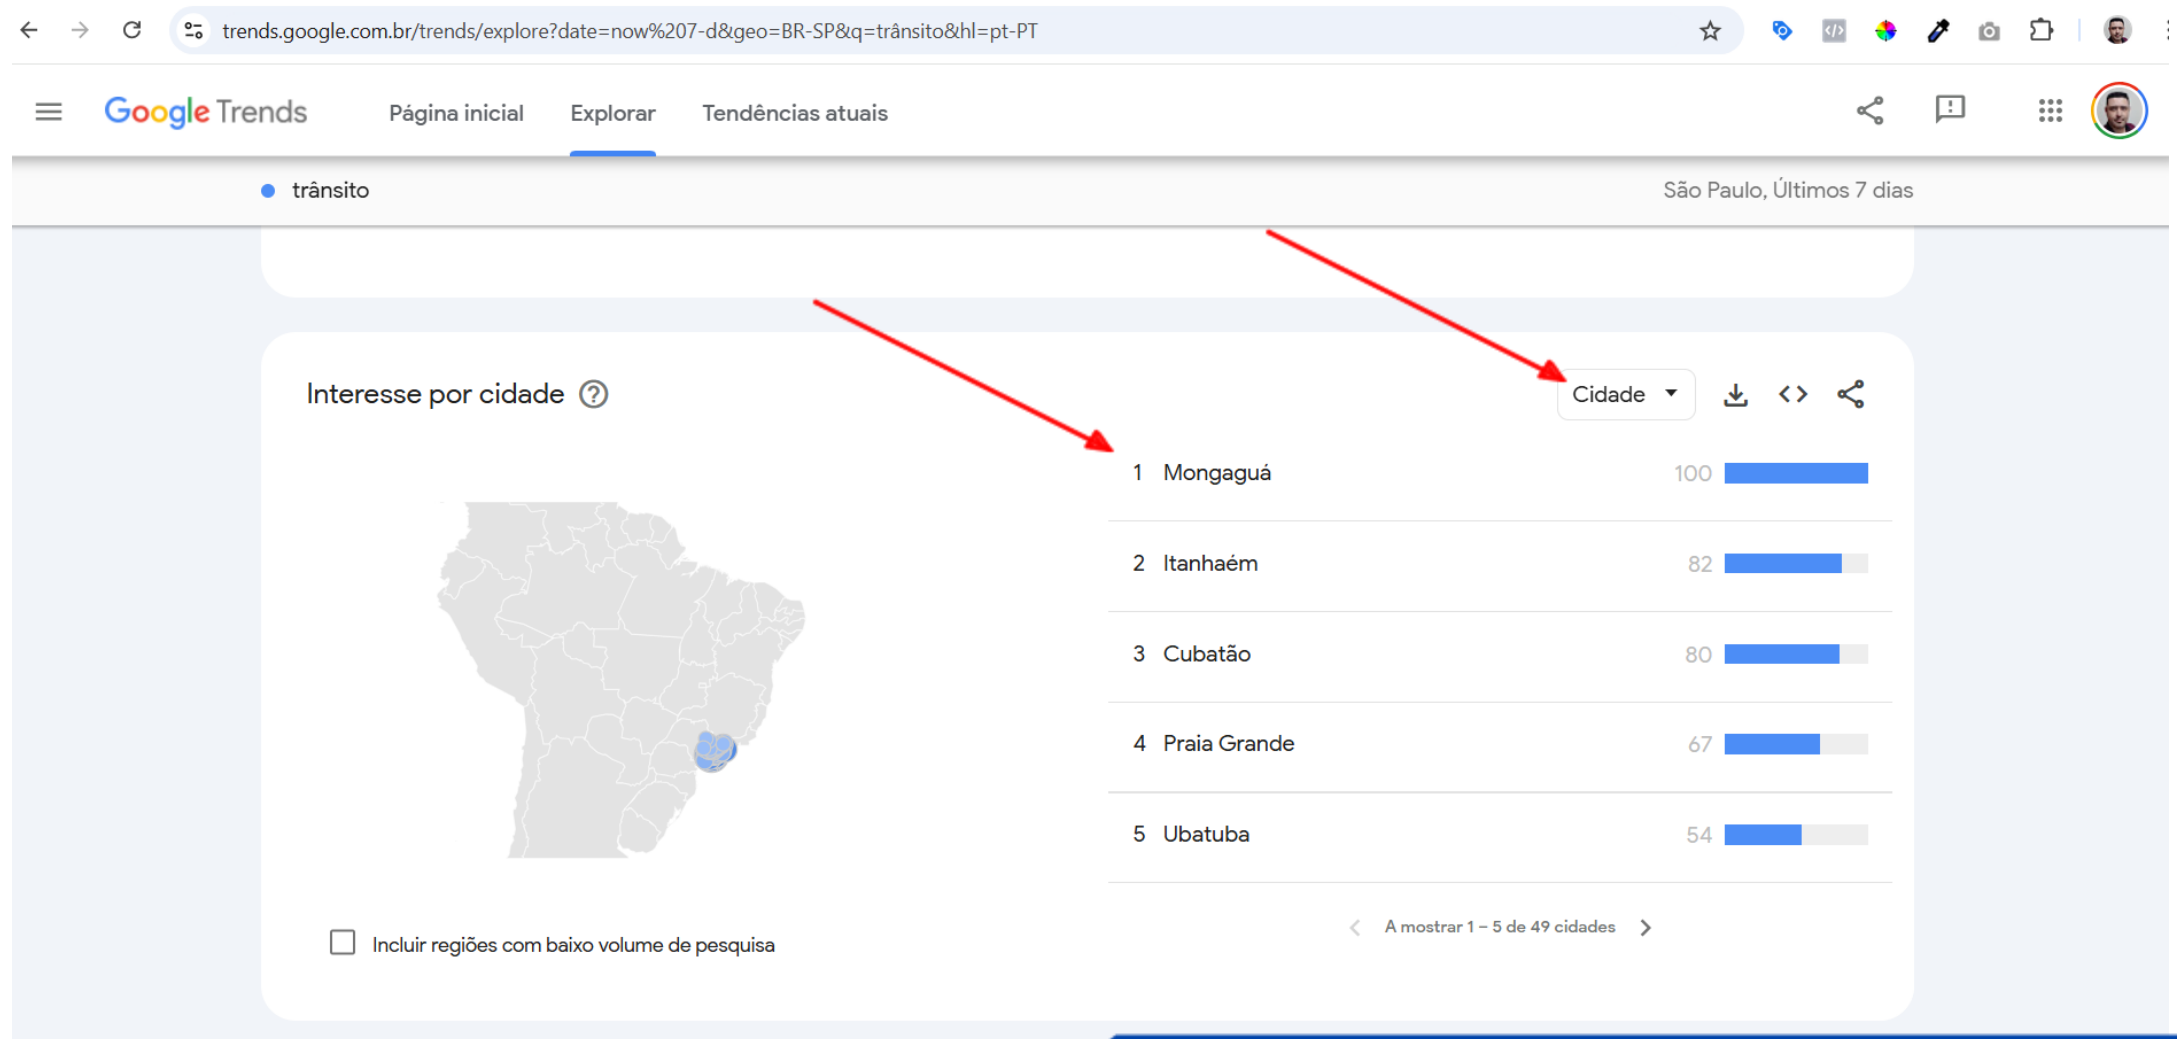 trends.google.com.br/trends/explore?date=now%207-d&geo=BR-SP&q=trânsito&hl=pt-PT
Google Trends Página inicial Explorar Tendências atuais
trânsito São Paulo, Últimos 7 dias
Interesse por cidade Cidade
1 Mongaguá 100
2 Itanhaém 82
3 Cubatão 80
4 Praia Grande 67
5 Ubatuba 54
A mostrar 1 – 5 de 49 cidades
Incluir regiões com baixo volume de pesquisa